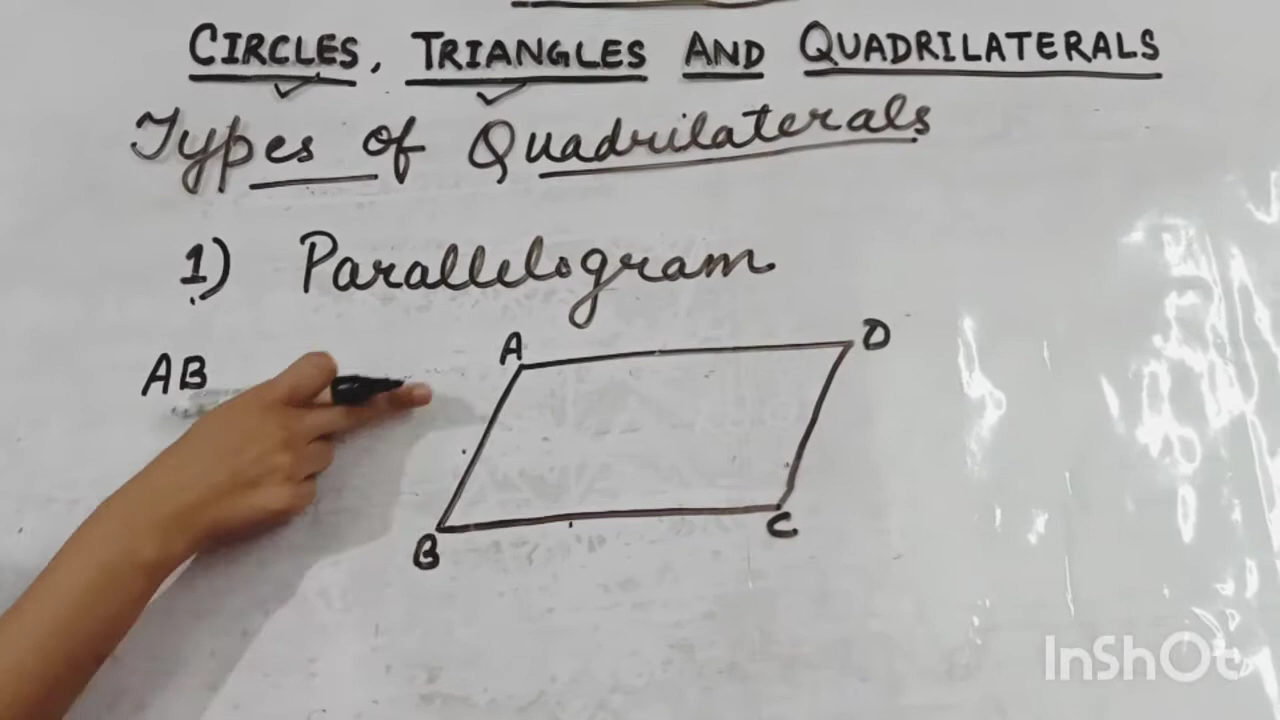 CIRCLES, TRIANGLES AND QUADRILATERALS
Types of Quadrilaterals
1) Parallelogram
A D
AB
B C
InShOt